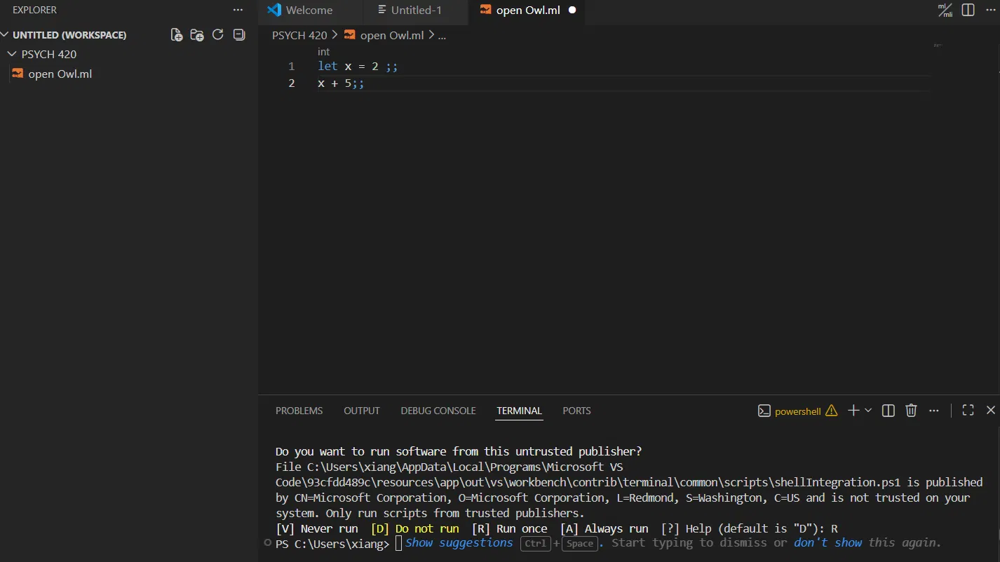 EXPLORER
Welcome
Untitled-1
open Owl.ml
ml/mli
UNTITLED (WORKSPACE)
PSYCH 420
open Owl.ml
PSYCH 420 > open Owl.ml > ...
int
1 let x = 2 ;;
2 x + 5;;
PROBLEMS OUTPUT DEBUG CONSOLE TERMINAL PORTS
powershell
Do you want to run software from this untrusted publisher?
File C:\Users\xiang\AppData\Local\Programs\Microsoft VS
Code\93cfdd489c\resources\app\out\vs\workbench\contrib\terminal\common\scripts\shellIntegration.ps1 is published
by CN=Microsoft Corporation, O=Microsoft Corporation, L=Redmond, S=Washington, C=US and is not trusted on your
system. Only run scripts from trusted publishers.
[V] Never run  [D] Do not run  [R] Run once  [A] Always run  [?] Help (default is "D"): R
PS C:\Users\xiang> Show suggestions Ctrl+Space. Start typing to dismiss or don't show this again.